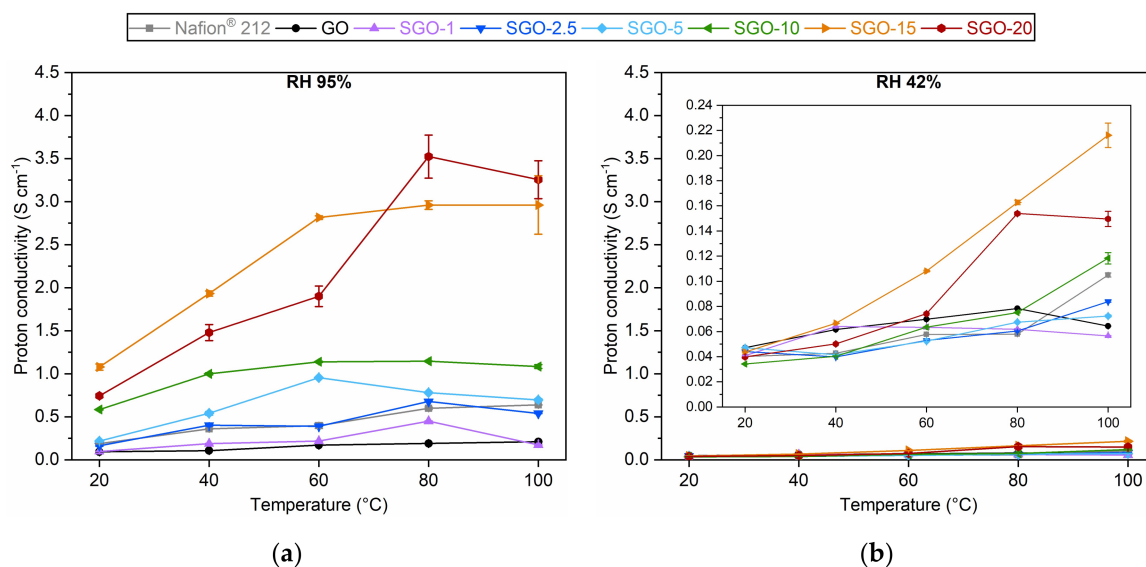 Nafion® 212 GO SGO-1 SGO-2.5 SGO-5 SGO-10 SGO-15 SGO-20
RH 95%
4.5
4.0
3.5
3.0
2.5
2.0
1.5
1.0
0.5
0.0
Proton conductivity (S cm⁻¹)
20 40 60 80 100
Temperature (°C)
(a)
RH 42%
4.5
4.0
3.5
3.0
2.5
2.0
1.5
1.0
0.5
0.0
Proton conductivity (S cm⁻¹)
0.24
0.22
0.20
0.18
0.16
0.14
0.12
0.10
0.08
0.06
0.04
0.02
0.00
20 40 60 80 100
20 40 60 80 100
Temperature (°C)
(b)